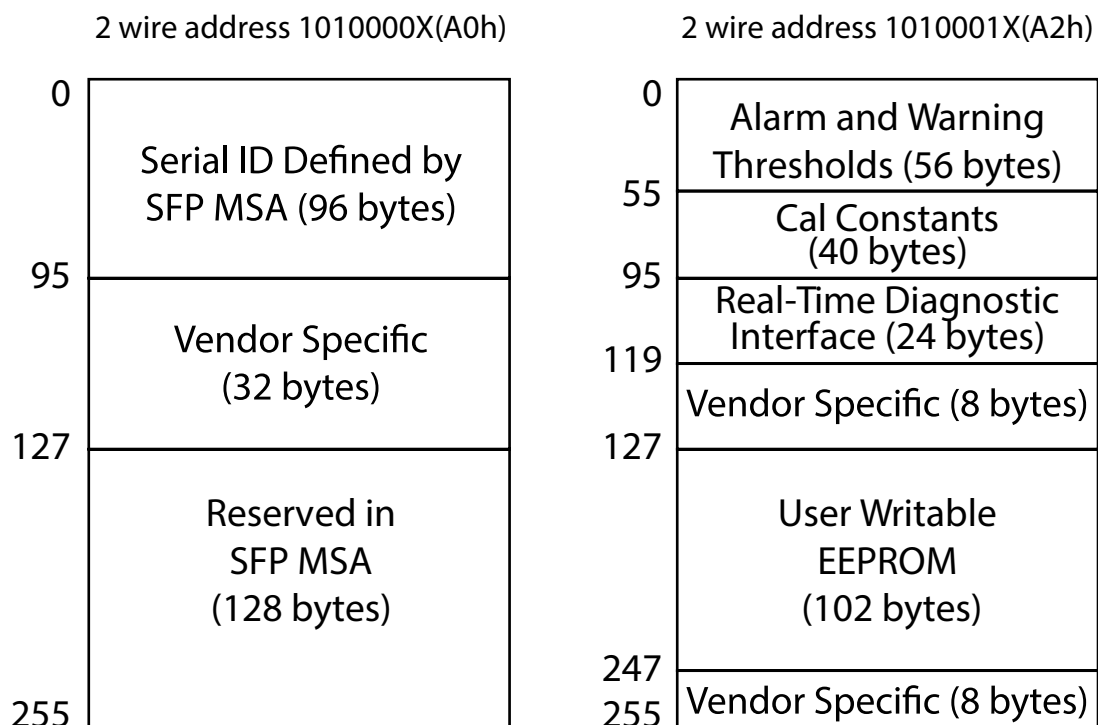 2 wire address 1010000X(A0h)
0
Serial ID Defined by
SFP MSA (96 bytes)
95
Vendor Specific
(32 bytes)
127
Reserved in
SFP MSA
(128 bytes)
255
2 wire address 1010001X(A2h)
0
Alarm and Warning
Thresholds (56 bytes)
55
Cal Constants
(40 bytes)
95
Real-Time Diagnostic
Interface (24 bytes)
119
Vendor Specific (8 bytes)
127
User Writable
EEPROM
(102 bytes)
247
Vendor Specific (8 bytes)
255